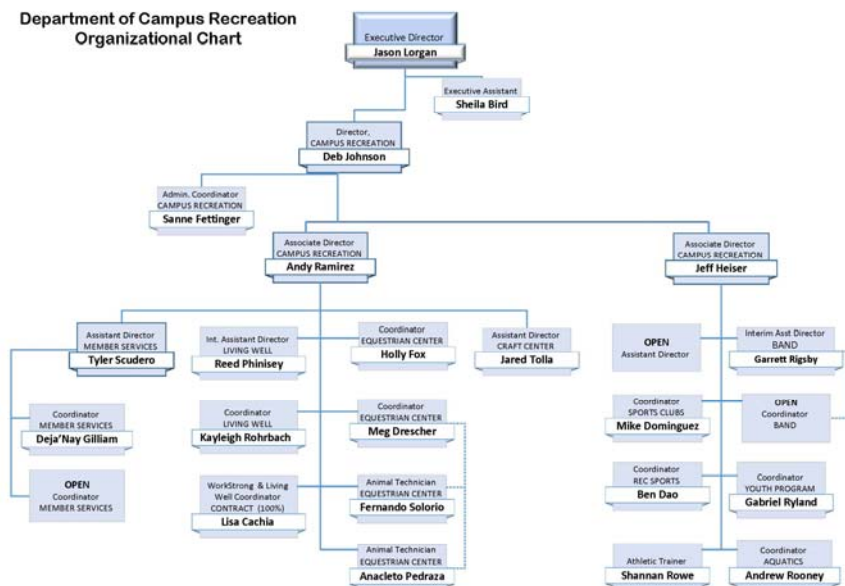 Department of Campus Recreation
Organizational Chart
Executive Director
Jason Lorgan
Executive Assistant
Sheila Bird
Director,
CAMPUS RECREATION
Deb Johnson
Admin. Coordinator
CAMPUS RECREATION
Sanne Fettinger
Associate Director
CAMPUS RECREATION
Andy Ramirez
Associate Director
CAMPUS RECREATION
Jeff Heiser
Assistant Director
MEMBER SERVICES
Tyler Scudero
Int. Assistant Director
LIVING WELL
Reed Phinisey
Coordinator
EQUESTRIAN CENTER
Holly Fox
Assistant Director
CRAFT CENTER
Jared Tolla
OPEN
Assistant Director
Interim Asst Director
BAND
Garrett Rigsby
Coordinator
MEMBER SERVICES
Deja'Nay Gilliam
Coordinator
LIVING WELL
Kayleigh Rohrbach
Coordinator
EQUESTRIAN CENTER
Meg Drescher
Coordinator
SPORTS CLUBS
Mike Dominguez
OPEN
Coordinator
BAND
OPEN
Coordinator
MEMBER SERVICES
WorkStrong & Living
Well Coordinator
CONTRACT (100%)
Lisa Cachia
Animal Technician
EQUESTRIAN CENTER
Fernando Solorio
Coordinator
REC SPORTS
Ben Dao
Coordinator
YOUTH PROGRAM
Gabriel Ryland
Animal Technician
EQUESTRIAN CENTER
Anacleto Pedraza
Athletic Trainer
Shannan Rowe
Coordinator
AQUATICS
Andrew Rooney